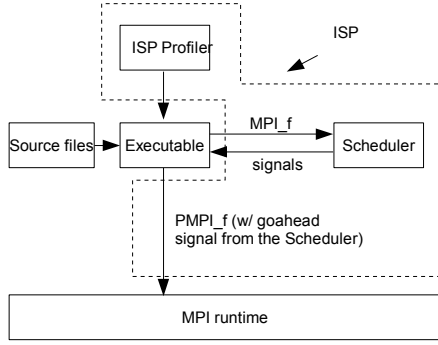 ISP
ISP Profiler
MPI_f
Source files
Executable
Scheduler
signals
PMPI_f (w/ goahead
signal from the Scheduler)
MPI runtime